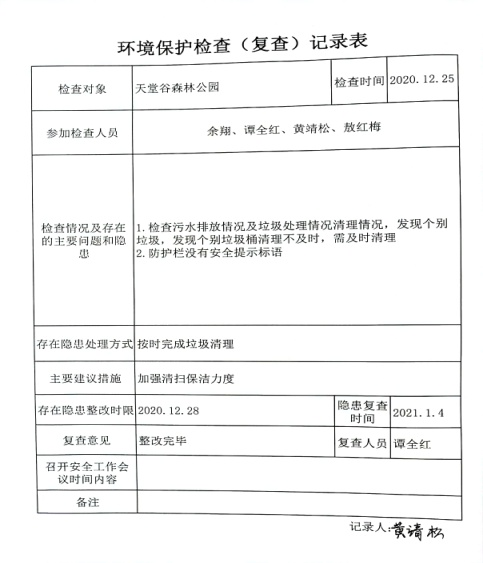 环境保护检查（复查）记录表
检查对象 天堂谷森林公园 检查时间 2020.12.25
参加检查人员 余翔、谭全红、黄靖松、敖红梅
检查情况及存在
的主要问题和隐
患
1.检查污水排放情况及垃圾处理情况清理情况，发现个别
垃圾，发现个别垃圾桶清理不及时，需及时清理
2.防护栏没有安全提示标语
存在隐患处理方式 按时完成垃圾清理
主要建议措施 加强清扫保洁力度
存在隐患整改时限 2020.12.28 隐患复查
时间 2021.1.4
复查意见 整改完毕 复查人员 谭全红
召开安全工作会
议时间内容
备注
记录人:黄靖松